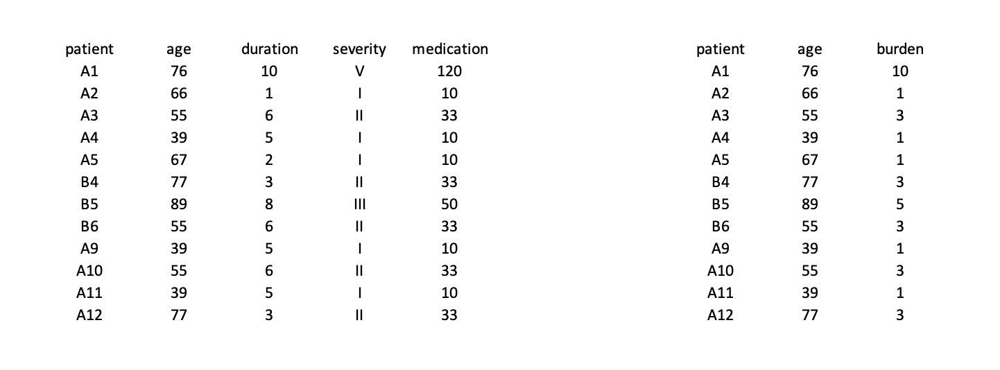 patient age duration severity medication
A1 76 10 V 120
A2 66 1 I 10
A3 55 6 II 33
A4 39 5 I 10
A5 67 2 I 10
B4 77 3 II 33
B5 89 8 III 50
B6 55 6 II 33
A9 39 5 I 10
A10 55 6 II 33
A11 39 5 I 10
A12 77 3 II 33
patient age burden
A1 76 10
A2 66 1
A3 55 3
A4 39 1
A5 67 1
B4 77 3
B5 89 5
B6 55 3
A9 39 1
A10 55 3
A11 39 1
A12 77 3